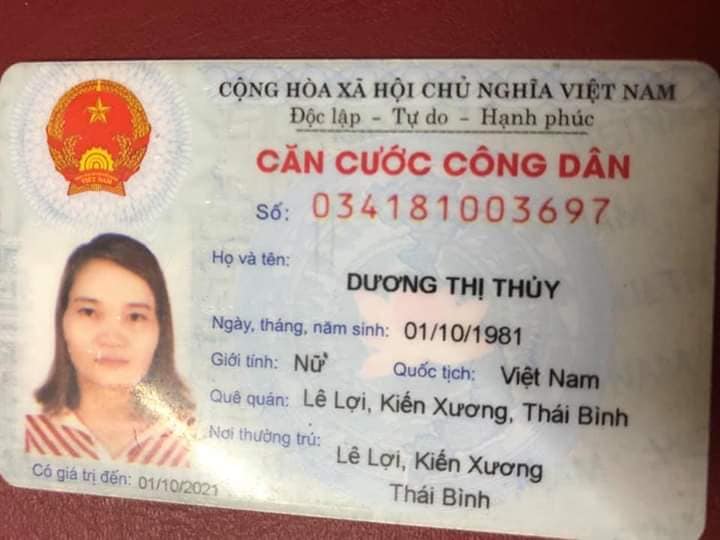 CỘNG HÒA XÃ HỘI CHỦ NGHĨA VIỆT NAM
Độc lập - Tự do - Hạnh phúc
CĂN CƯỚC CÔNG DÂN
Số: 034181003697
Họ và tên:
DƯƠNG THỊ THỦY
Ngày, tháng, năm sinh: 01/10/1981
Giới tính: Nữ Quốc tịch: Việt Nam
Quê quán: Lê Lợi, Kiến Xương, Thái Bình
Nơi thường trú: Lê Lợi, Kiến Xương
Thái Bình
Có giá trị đến: 01/10/2021
VIỆT NAM